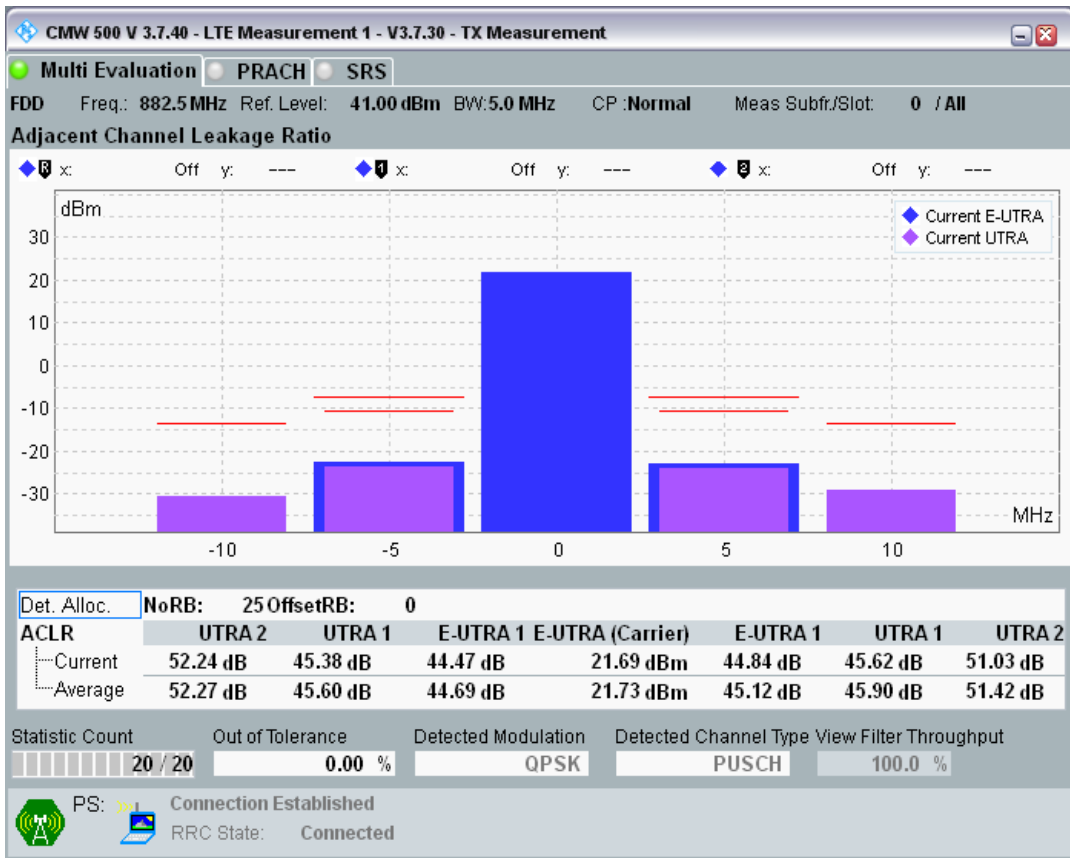 CMW 500 V 3.7.40 - LTE Measurement 1 - V3.7.30 - TX Measurement
Multi Evaluation PRACH SRS
FDD Freq.: 882.5 MHz Ref. Level: 41.00 dBm BW:5.0 MHz CP :Normal Meas Subfr./Slot: 0 / All
Adjacent Channel Leakage Ratio
R x: Off y: --- 1 x: Off y: --- 2 x: Off y: ---
dBm
Current E-UTRA
Current UTRA
30
20
10
0
-10
-20
-30
MHz
-10 -5 0 5 10
Det. Alloc. NoRB: 25 OffsetRB: 0
ACLR UTRA 2 UTRA 1 E-UTRA 1 E-UTRA (Carrier) E-UTRA 1 UTRA 1 UTRA 2
Current 52.24 dB 45.38 dB 44.47 dB 21.69 dBm 44.84 dB 45.62 dB 51.03 dB
Average 52.27 dB 45.60 dB 44.69 dB 21.73 dBm 45.12 dB 45.90 dB 51.42 dB
Statistic Count Out of Tolerance Detected Modulation Detected Channel Type View Filter Throughput
20 / 20 0.00 % QPSK PUSCH 100.0 %
PS: Connection Established
RRC State: Connected